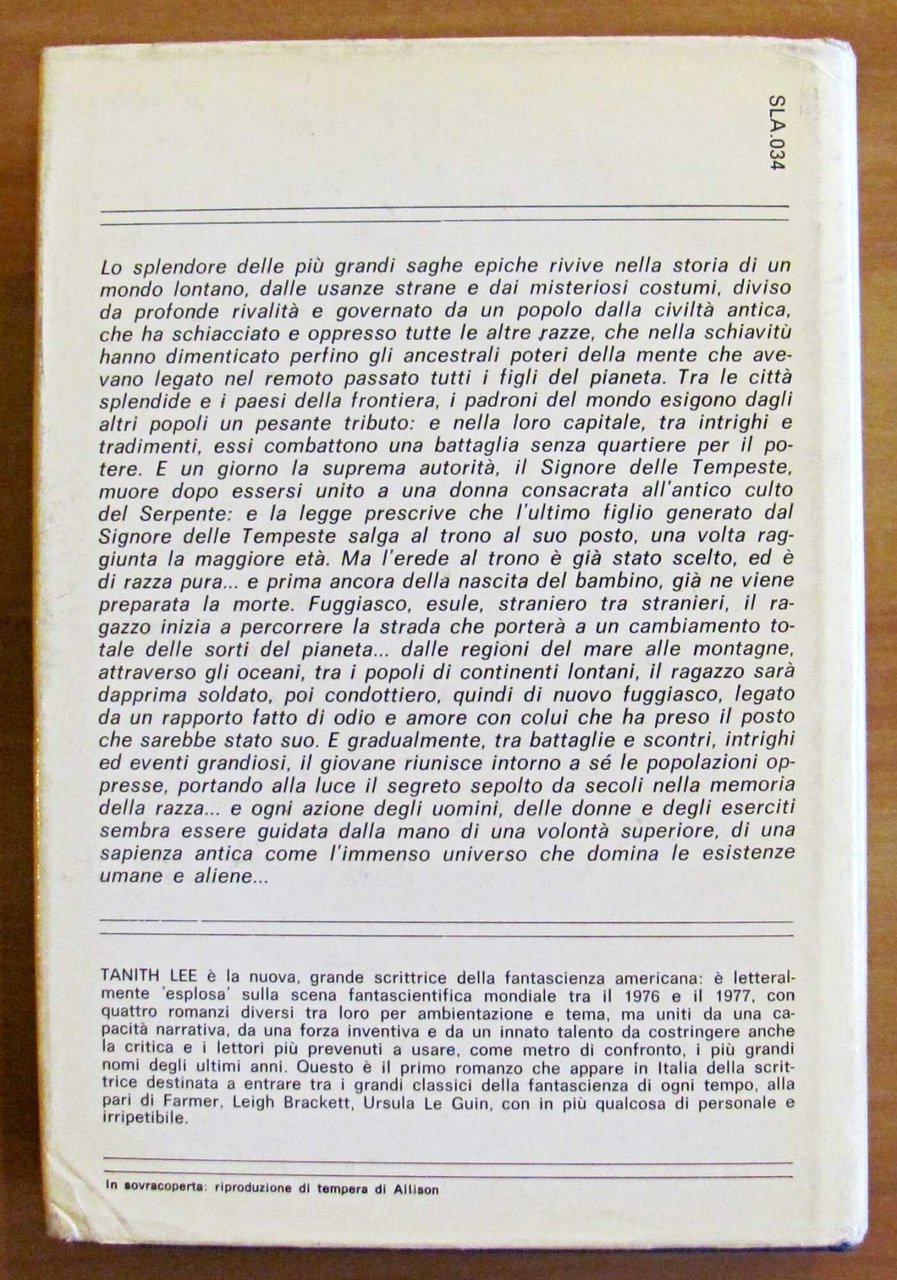 SLA.034
Lo splendore delle più grandi saghe epiche rivive nella storia di un
mondo lontano, dalle usanze strane e dai misteriosi costumi, diviso
da profonde rivalità e governato da un popolo dalla civiltà antica,
che ha schiacciato e oppresso tutte le altre razze, che nella schiavitù
hanno dimenticato perfino gli ancestrali poteri della mente che ave-
vano legato nel remoto passato tutti i figli del pianeta. Tra le città
splendide e i paesi della frontiera, i padroni del mondo esigono dagli
altri popoli un pesante tributo: e nella loro capitale, tra intrighi e
tradimenti, essi combattono una battaglia senza quartiere per il po-
tere. E un giorno la suprema autorità, il Signore delle Tempeste,
muore dopo essersi unito a una donna consacrata all'antico culto
del Serpente: e la legge prescrive che l'ultimo figlio generato dal
Signore delle Tempeste salga al trono al suo posto, una volta rag-
giunta la maggiore età. Ma l'erede al trono è già stato scelto, ed è
di razza pura... e prima ancora della nascita del bambino, già ne viene
preparata la morte. Fuggiasco, esule, straniero tra stranieri, il ra-
gazzo inizia a percorrere la strada che porterà a un cambiamento to-
tale delle sorti del pianeta... dalle regioni del mare alle montagne,
attraverso gli oceani, tra i popoli di continenti lontani, il ragazzo sarà
dapprima soldato, poi condottiero, quindi di nuovo fuggiasco, legato
da un rapporto fatto di odio e amore con colui che ha preso il posto
che sarebbe stato suo. E gradualmente, tra battaglie e scontri, intrighi
ed eventi grandiosi, il giovane riunisce intorno a sé le popolazioni op-
presse, portando alla luce il segreto sepolto da secoli nella memoria
della razza... e ogni azione degli uomini, delle donne e degli eserciti
sembra essere guidata dalla mano di una volontà superiore, di una
sapienza antica come l'immenso universo che domina le esistenze
umane e aliene...
TANITH LEE è la nuova, grande scrittrice della fantascienza americana: è letteral-
mente 'esplosa' sulla scena fantascientifica mondiale tra il 1976 e il 1977, con
quattro romanzi diversi tra loro per ambientazione e tema, ma uniti da una ca-
pacità narrativa, da una forza inventiva e da un innato talento da costringere anche
la critica e i lettori più prevenuti a usare, come metro di confronto, i più grandi
nomi degli ultimi anni. Questo è il primo romanzo che appare in Italia della scrit-
trice destinata a entrare tra i grandi classici della fantascienza di ogni tempo, alla
pari di Farmer, Leigh Brackett, Ursula Le Guin, con in più qualcosa di personale e
irripetibile.
In sovracoperta: riproduzione di tempera di Allison